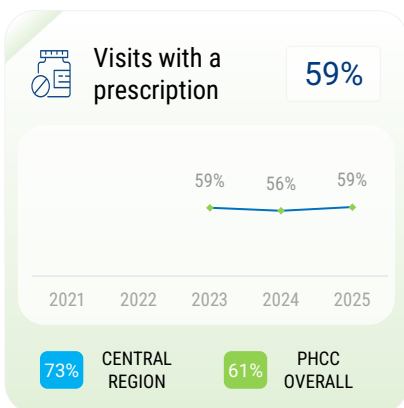 Visits with a
prescription
59%
59% 56% 59%
2021 2022 2023 2024 2025
73% CENTRAL
REGION
61% PHCC
OVERALL